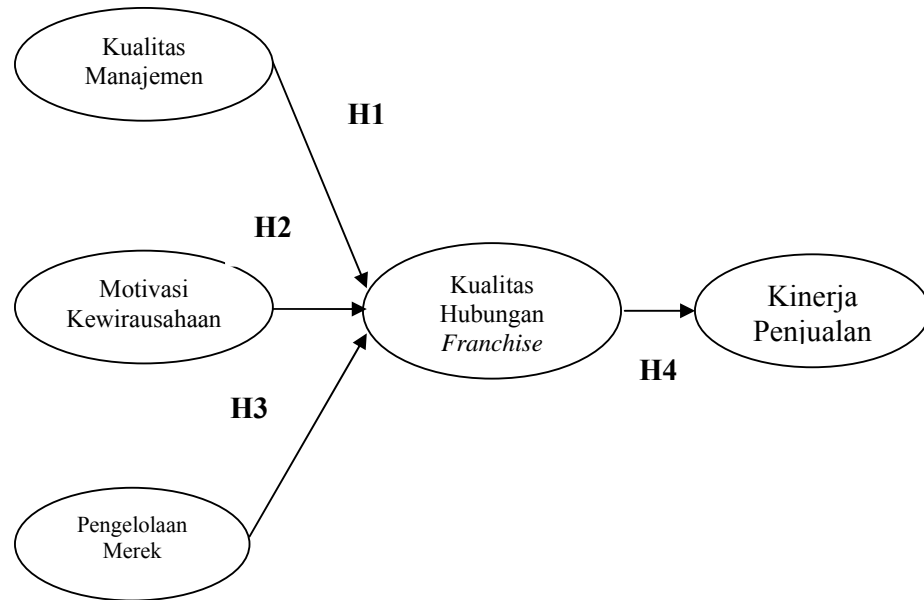 Kualitas
Manajemen
H1
H2
Motivasi
Kewirausahaan
Kualitas
Hubungan
Franchise
Kinerja
Penjualan
H4
H3
Pengelolaan
Merek